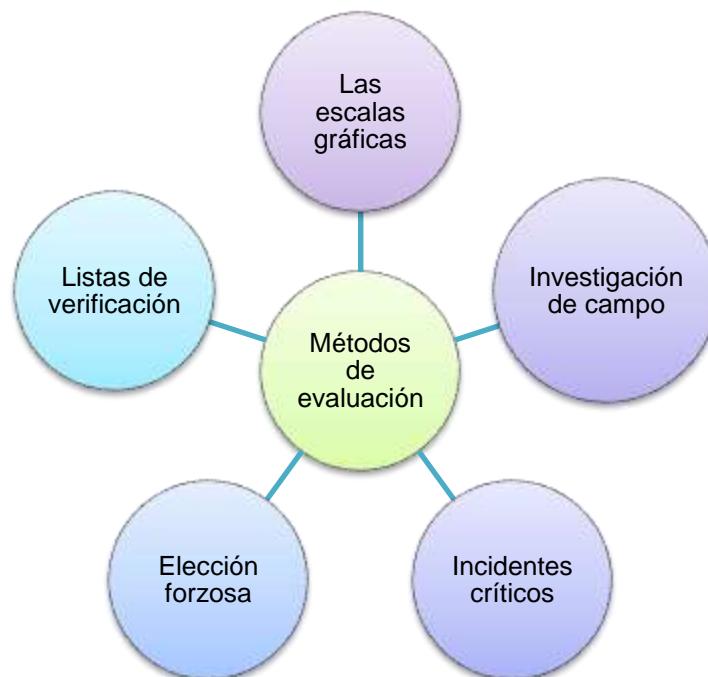 Las
escalas
gráficas
Investigación
de campo
Incidentes
críticos
Elección
forzosa
Listas de
verificación
Métodos
de
evaluación